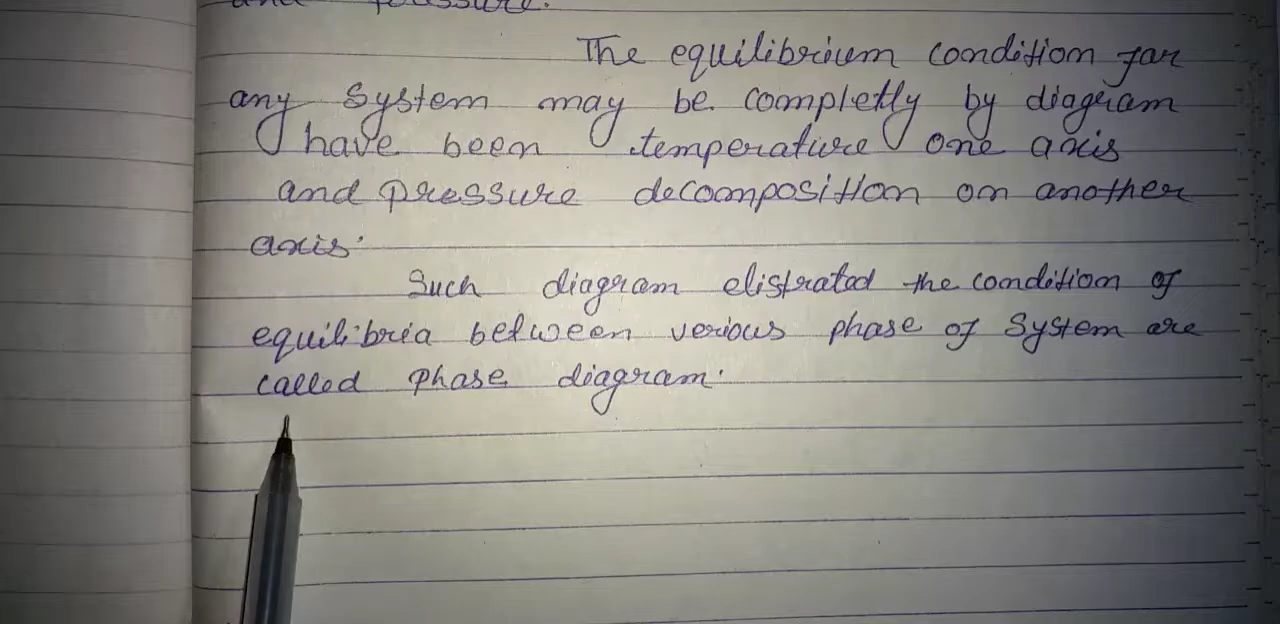 and pressure.
The equilibrium condition for
any system may be completly by diagram
have been temperature one axis
and pressure decomposition on another
axis.
Such diagram elistrated the condition of
equilibria between verious phase of system are
called phase diagram.